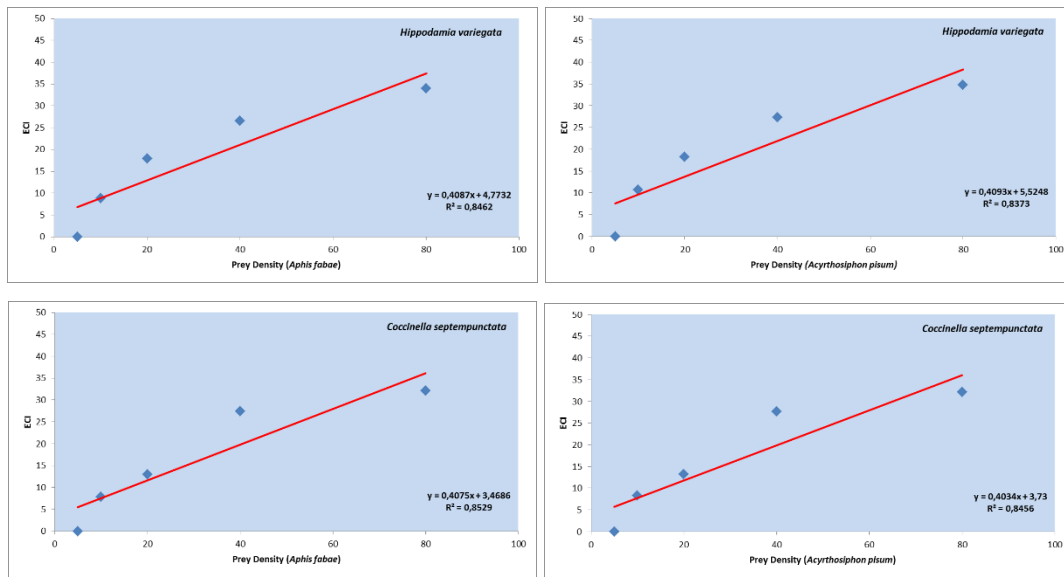 Hippodamia variegata
50
45
40
35
30
25
20
15
10
5
0
ECI
y = 0,4087x + 4,7732
R² = 0,8462
0 20 40 60 80 100
Prey Density (Aphis fabae)
Hippodamia variegata
50
45
40
35
30
25
20
15
10
5
0
ECI
y = 0,4093x + 5,5248
R² = 0,8373
0 20 40 60 80 100
Prey Density (Acyrthosiphon pisum)
Coccinella septempunctata
50
45
40
35
30
25
20
15
10
5
0
ECI
y = 0,4075x + 3,4686
R² = 0,8529
0 20 40 60 80 100
Prey Density (Aphis fabae)
Coccinella septempunctata
50
45
40
35
30
25
20
15
10
5
0
ECI
y = 0,4034x + 3,73
R² = 0,8456
0 20 40 60 80 100
Prey Density (Acyrthosiphon pisum)